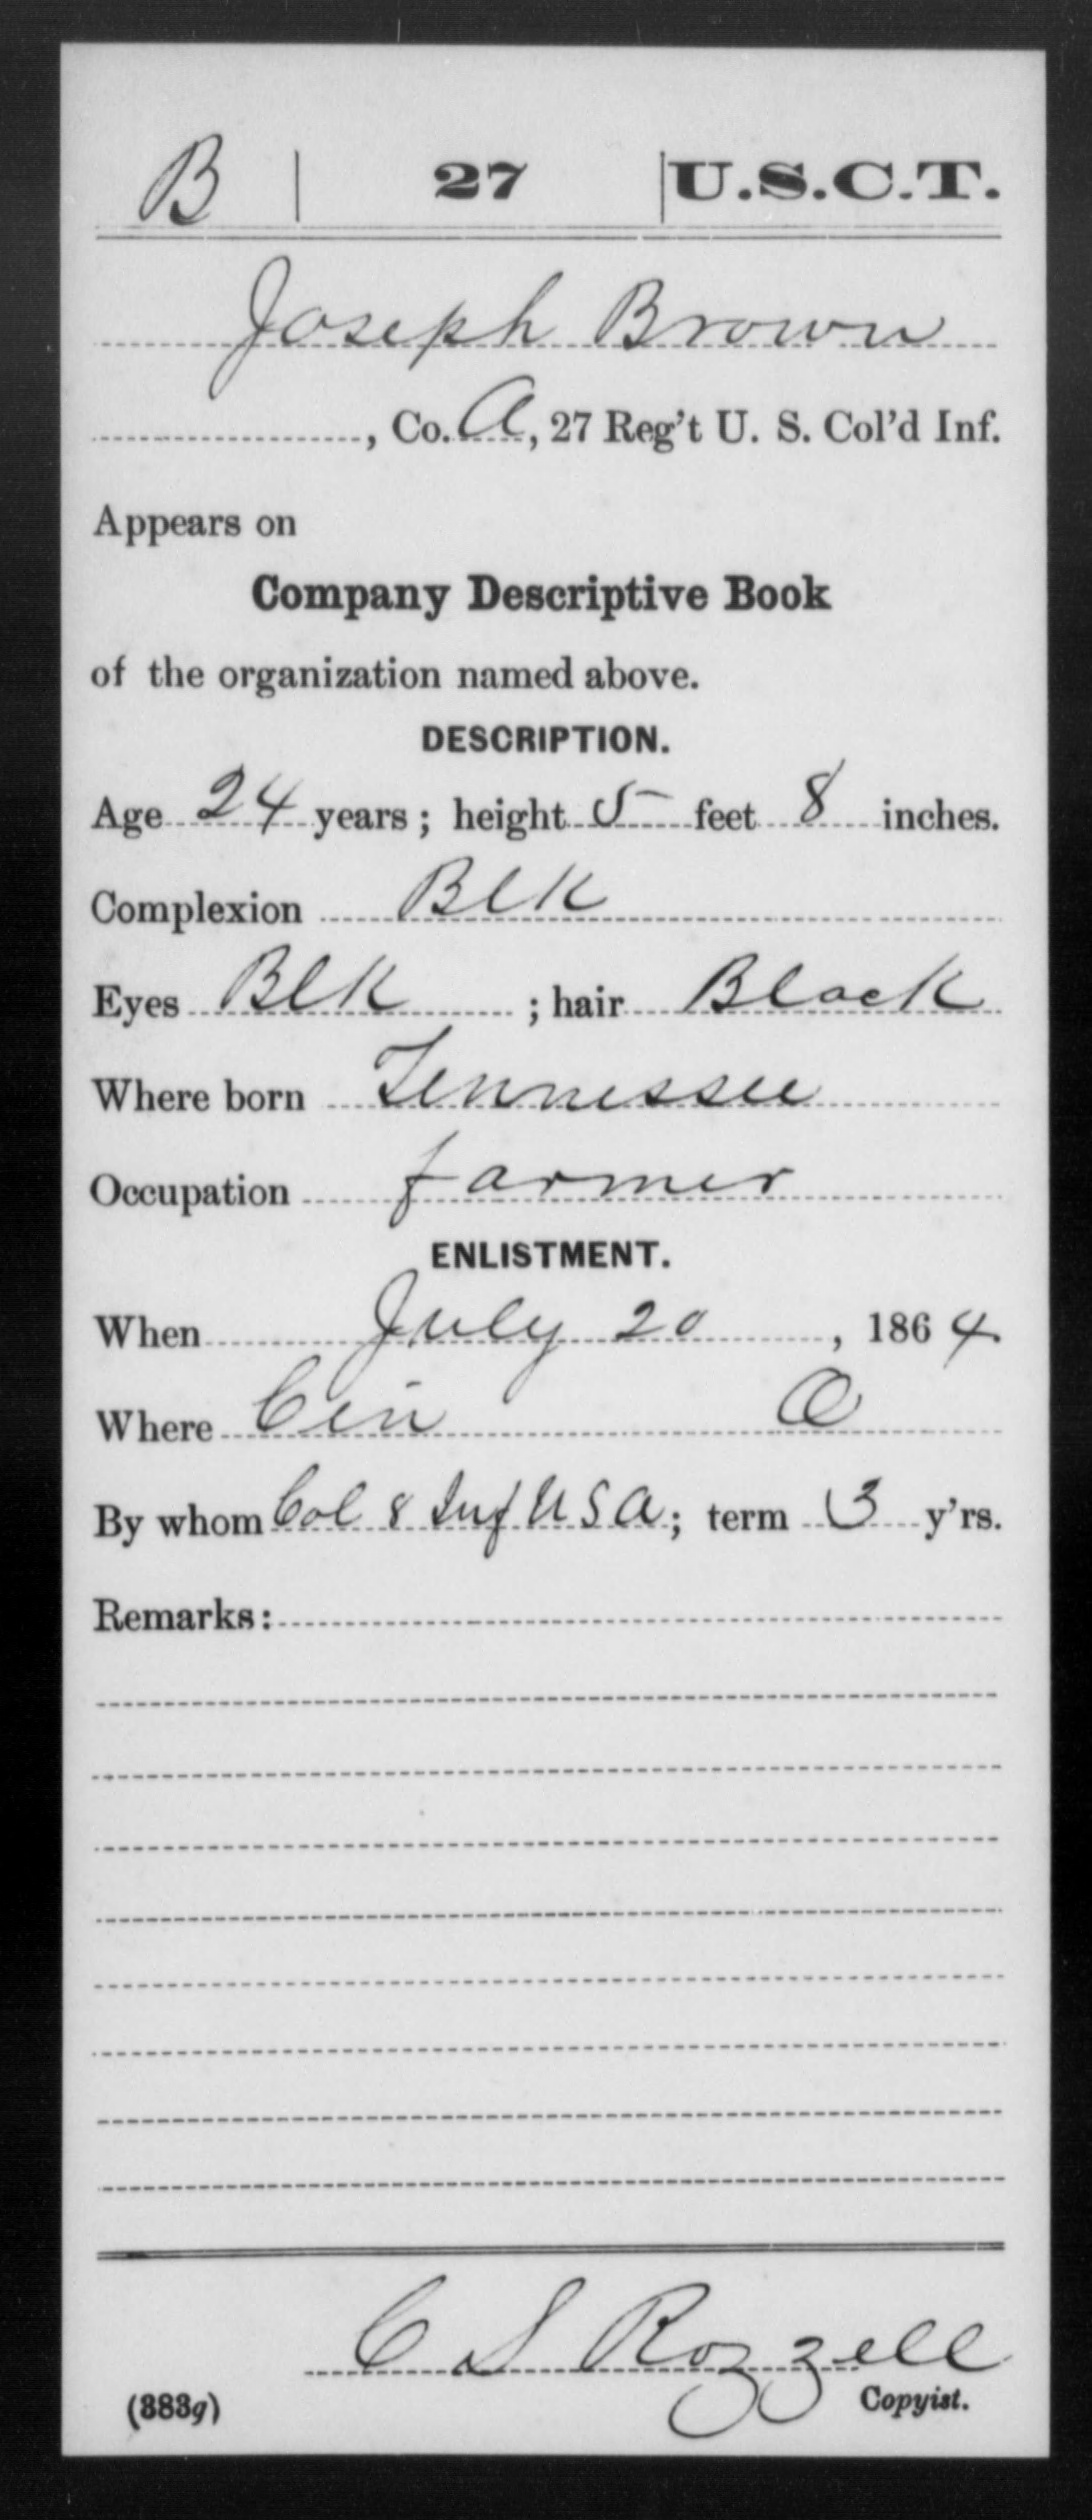 B | 27 | U.S.C.T.
Joseph Brown
, Co. A, 27 Reg't U. S. Col'd Inf.
Appears on
Company Descriptive Book
of the organization named above.
DESCRIPTION.
Age 24 years; height 5 feet 8 inches.
Complexion Blk
Eyes Blk ; hair Black
Where born Tennessee
Occupation farmer
ENLISTMENT.
When July 20, 1864.
Where Cin O
By whom Col 8 Inf USA; term 3 y'rs.
Remarks:
C S Rozzell
(383g) Copyist.